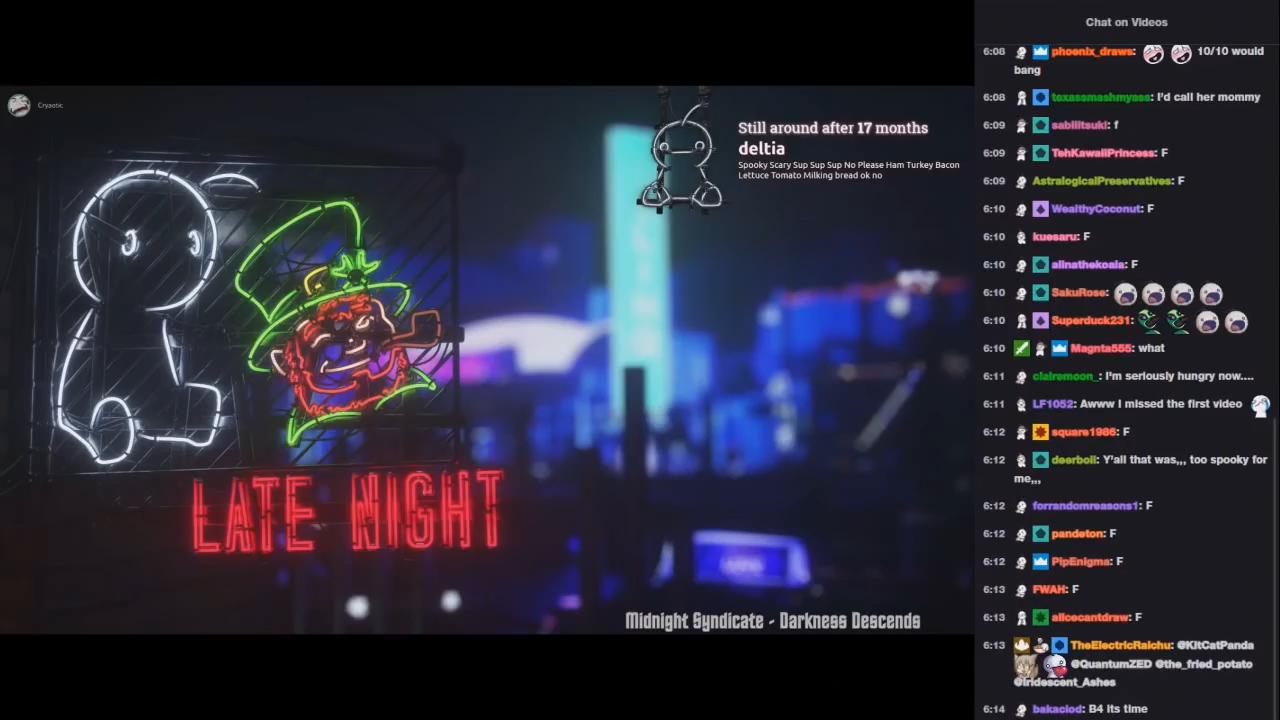 Cryaotic
Still around after 17 months
deltia
Spooky Scary Sup Sup Sup No Please Ham Turkey Bacon
Lettuce Tomato Milking bread ok no
LATE NIGHT
Midnight Syndicate - Darkness Descends
Chat on Videos
6:08 phoenix_draws: 10/10 would
bang
6:08 texassmashmyass: I'd call her mommy
6:09 sabilitsuki: f
6:09 TehKawaiiPrincess: F
6:09 AstralogicalPreservatives: F
6:10 WealthyCoconut: F
6:10 kuesaru: F
6:10 alinathekoala: F
6:10 SakuRose:
6:10 Superduck231:
6:10 Magnta555: what
6:11 clairemoon_: I'm seriously hungry now....
6:11 LF1052: Awww I missed the first video
6:12 square1986: F
6:12 deerboii: Y'all that was,,, too spooky for
me,,,
6:12 forrandomreasons1: F
6:12 pandeton: F
6:12 PipEnigma: F
6:13 FWAH: F
6:13 alicecantdraw: F
6:13 TheElectricRaichu: @KitCatPanda
@QuantumZED @the_fried_potato
@Iridescent_Ashes
6:14 bakaclod: B4 its time